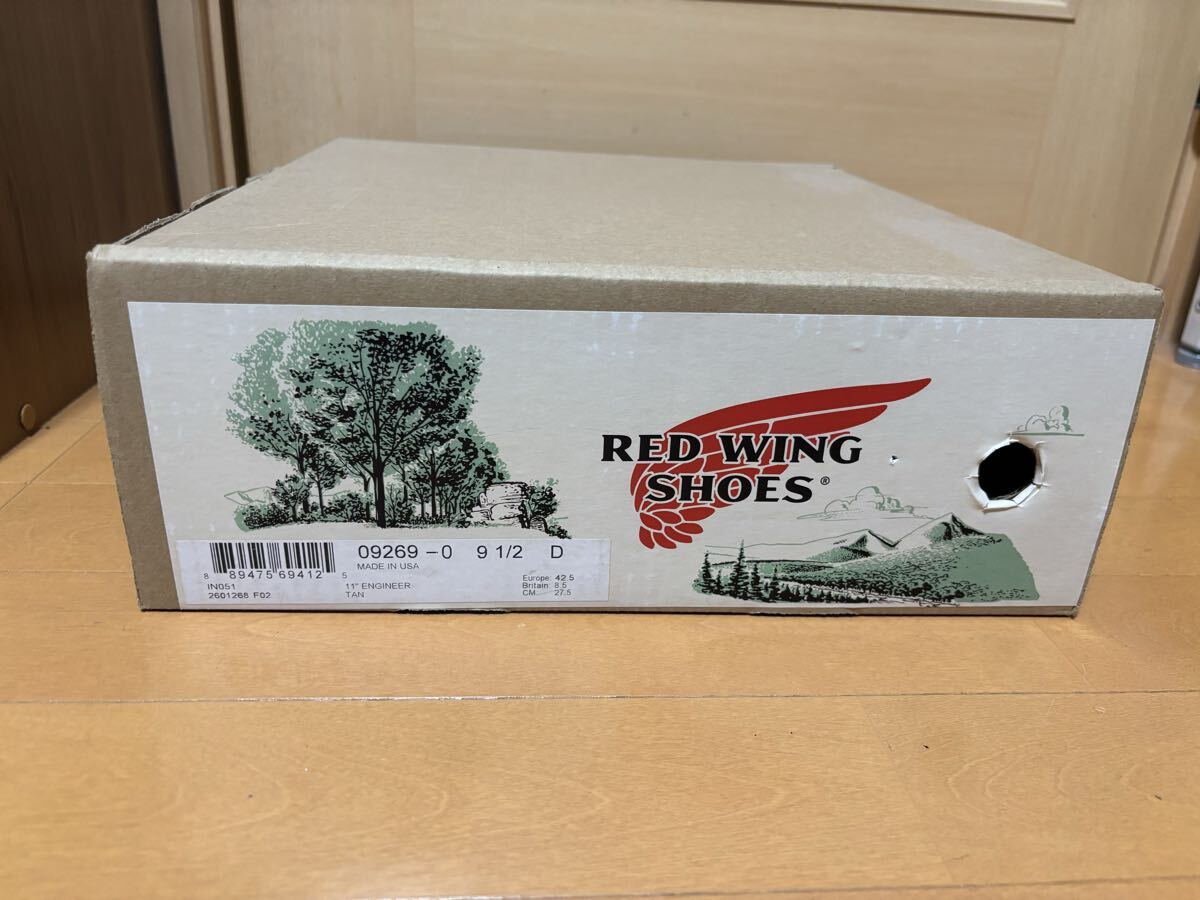 RED WING
SHOES®
09269-0 9 1/2 D
MADE IN USA
8 89475 69412 5
IN051 11" ENGINEER Europe: 42.5
2601268 F02 TAN Britain: 8.5
CM. 27.5